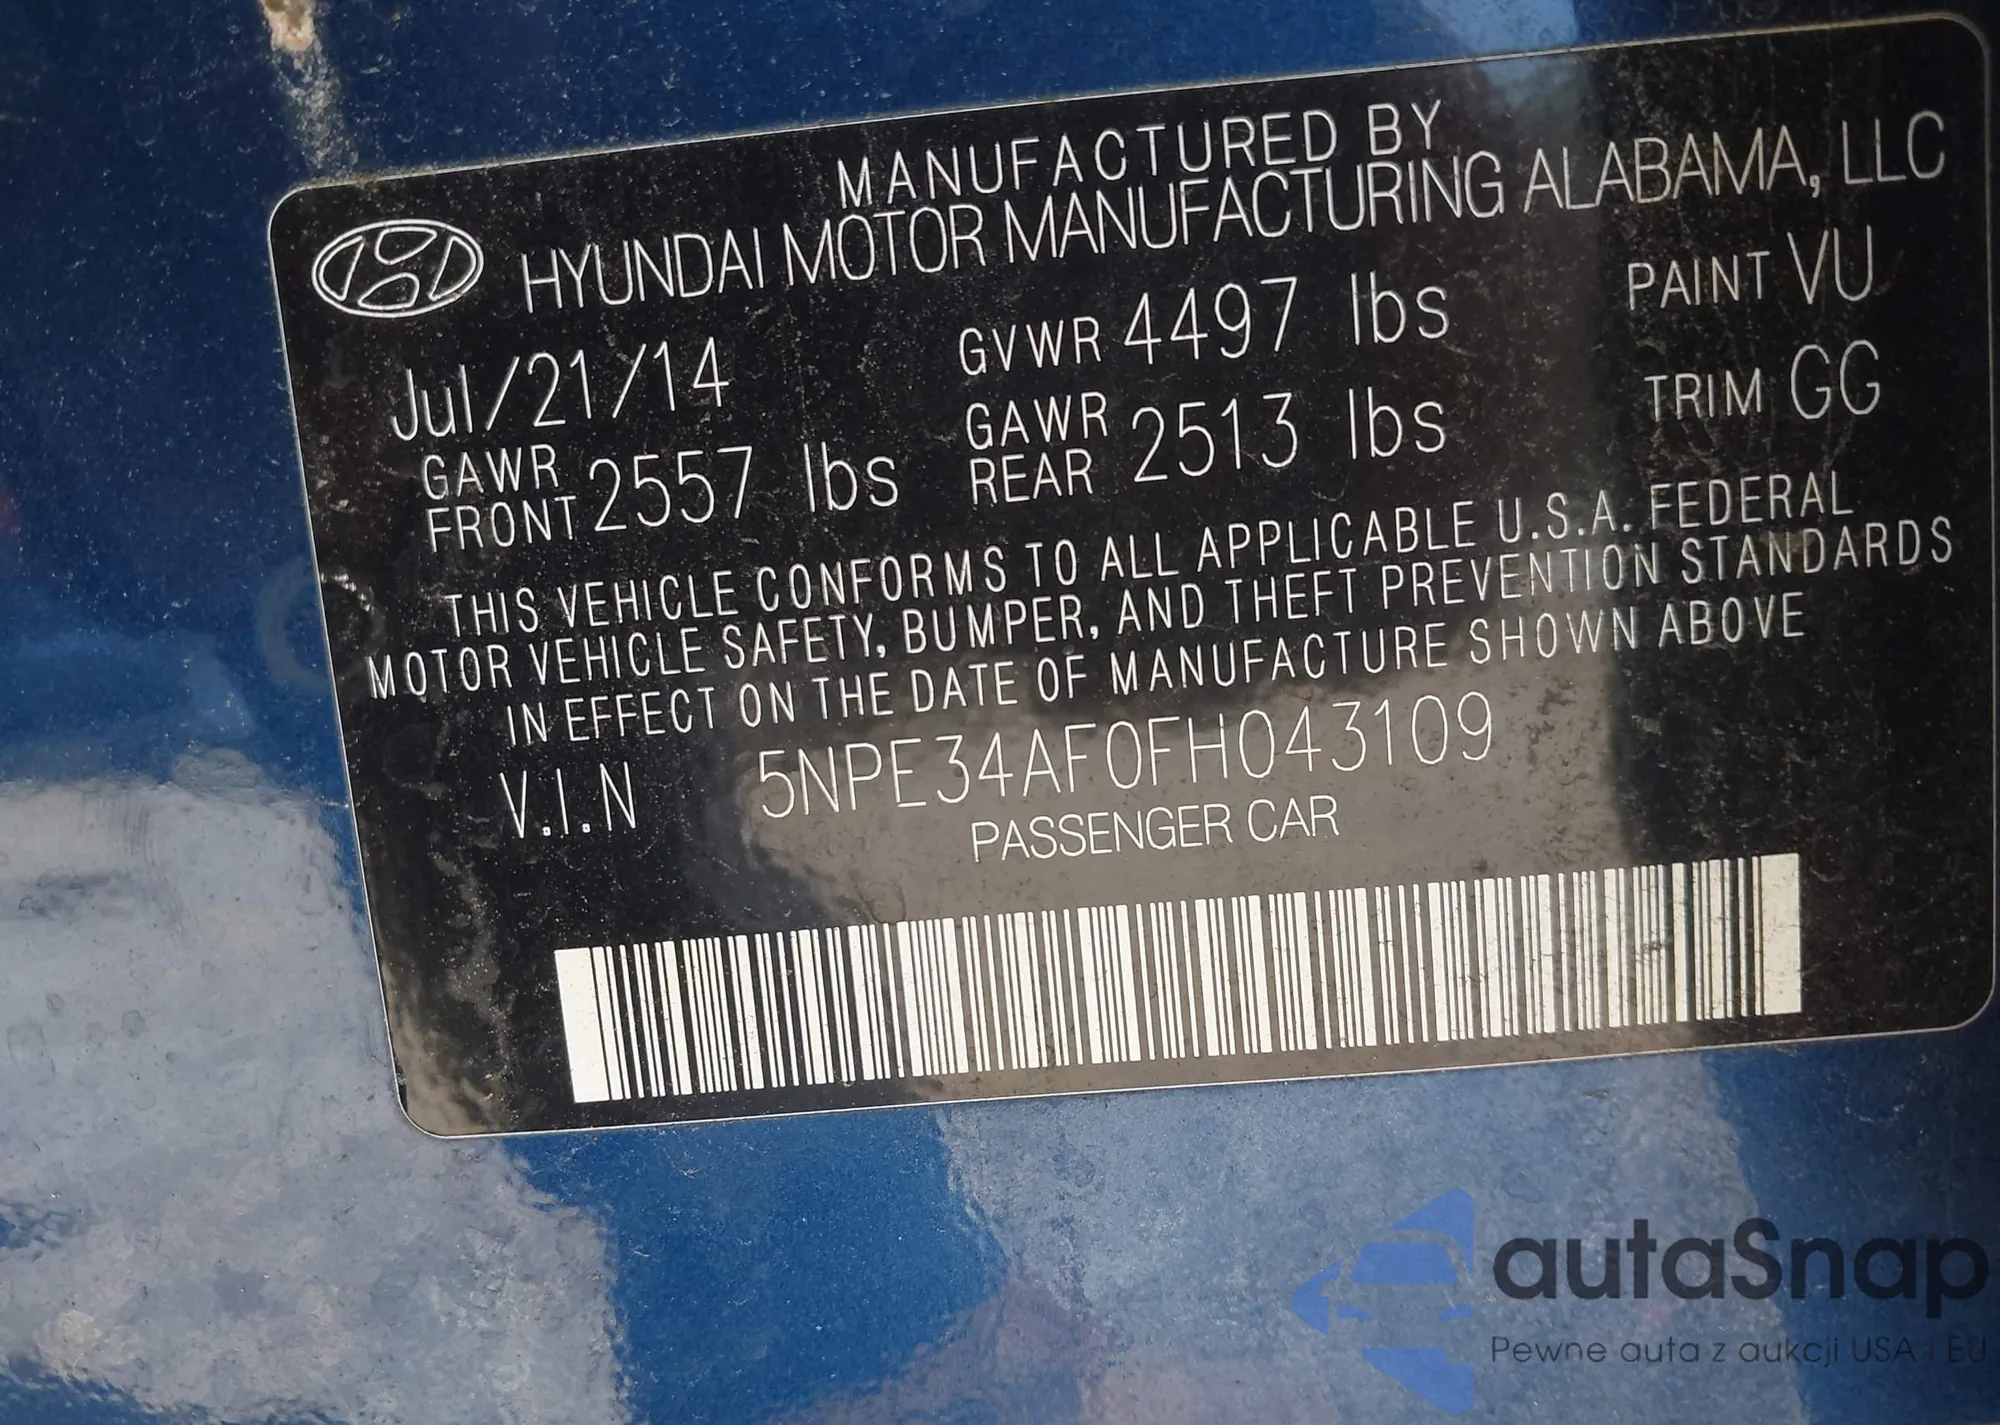 MANUFACTURED BY
HYUNDAI MOTOR MANUFACTURING ALABAMA, LLC
Jul/21/14 GVWR 4497 lbs PAINT VU
GAWR FRONT 2557 lbs GAWR REAR 2513 lbs TRIM GG
THIS VEHICLE CONFORMS TO ALL APPLICABLE U.S.A. FEDERAL
MOTOR VEHICLE SAFETY, BUMPER, AND THEFT PREVENTION STANDARDS
IN EFFECT ON THE DATE OF MANUFACTURE SHOWN ABOVE
V.I.N 5NPE34AF0FH043109
PASSENGER CAR
autaSnap
Pewne auta z aukcji USA i EU